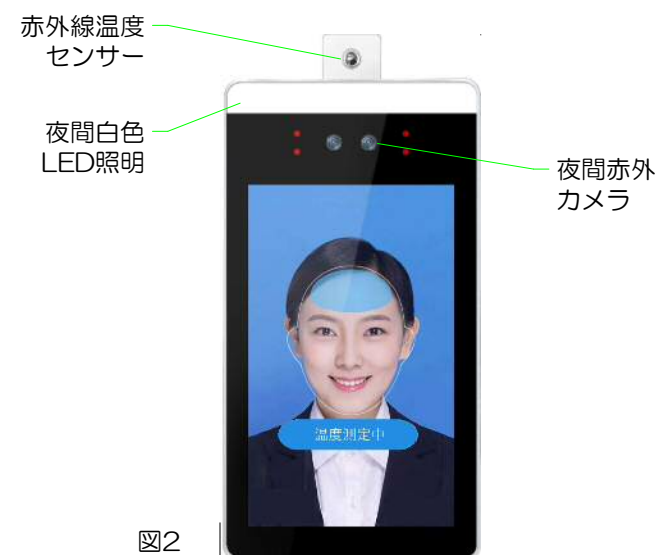 赤外線温度
センサー
夜間白色
LED照明
夜間赤外
カメラ
温度测定中
図2